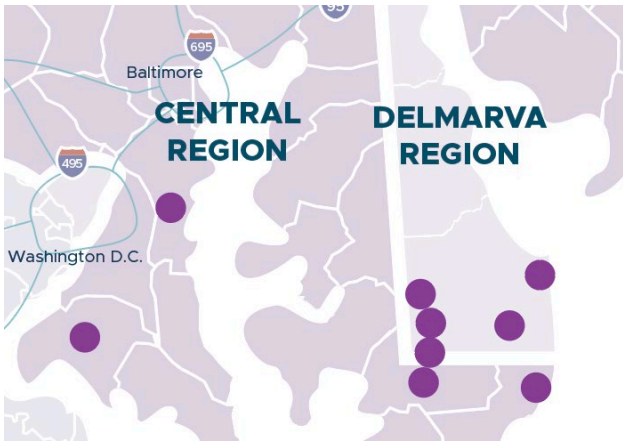 95
695
Baltimore
CENTRAL
REGION
DELMARVA
REGION
495
Washington D.C.